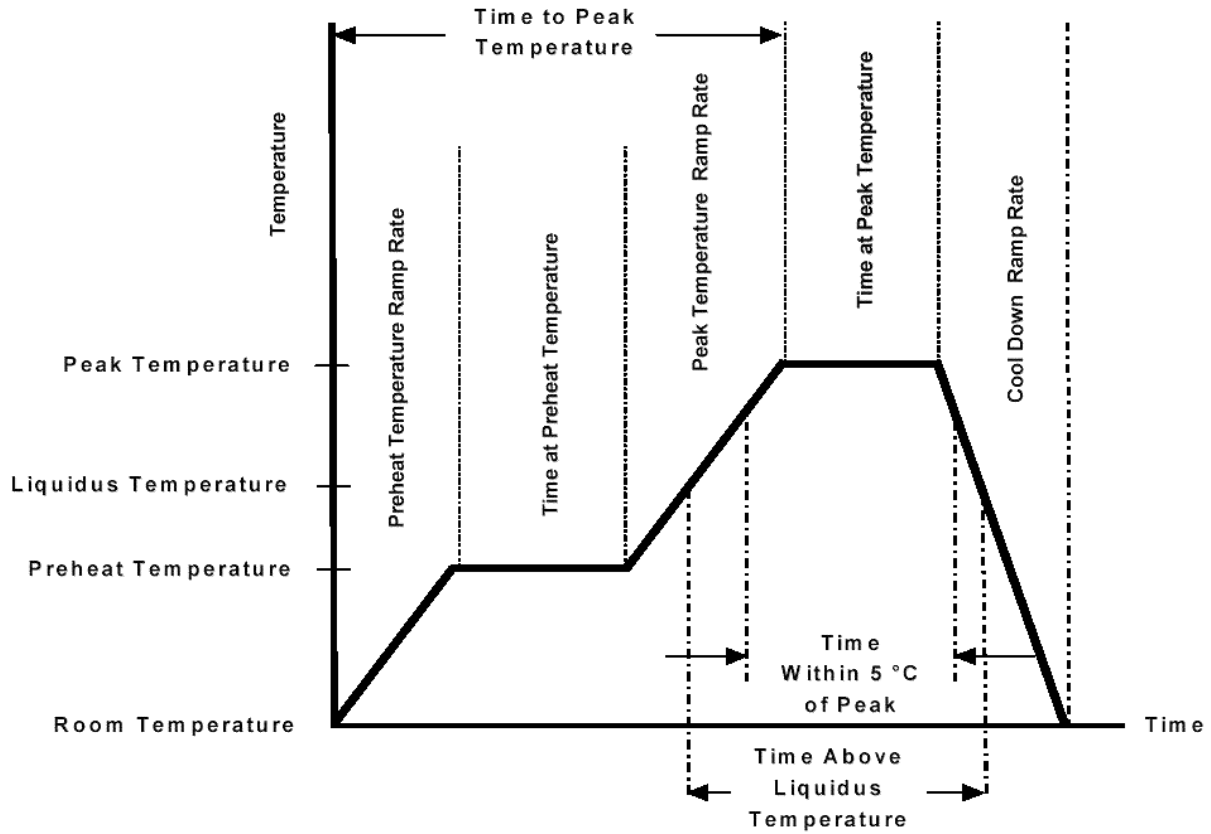 Time to Peak
Temperature
Temperature
Preheat Temperature Ramp Rate
Time at Preheat Temperature
Peak Temperature Ramp Rate
Time at Peak Temperature
Cool Down Ramp Rate
Peak Temperature
Liquidus Temperature
Preheat Temperature
Room Temperature
Time
Within 5 °C
of Peak
Time
Time Above
Liquidus
Temperature